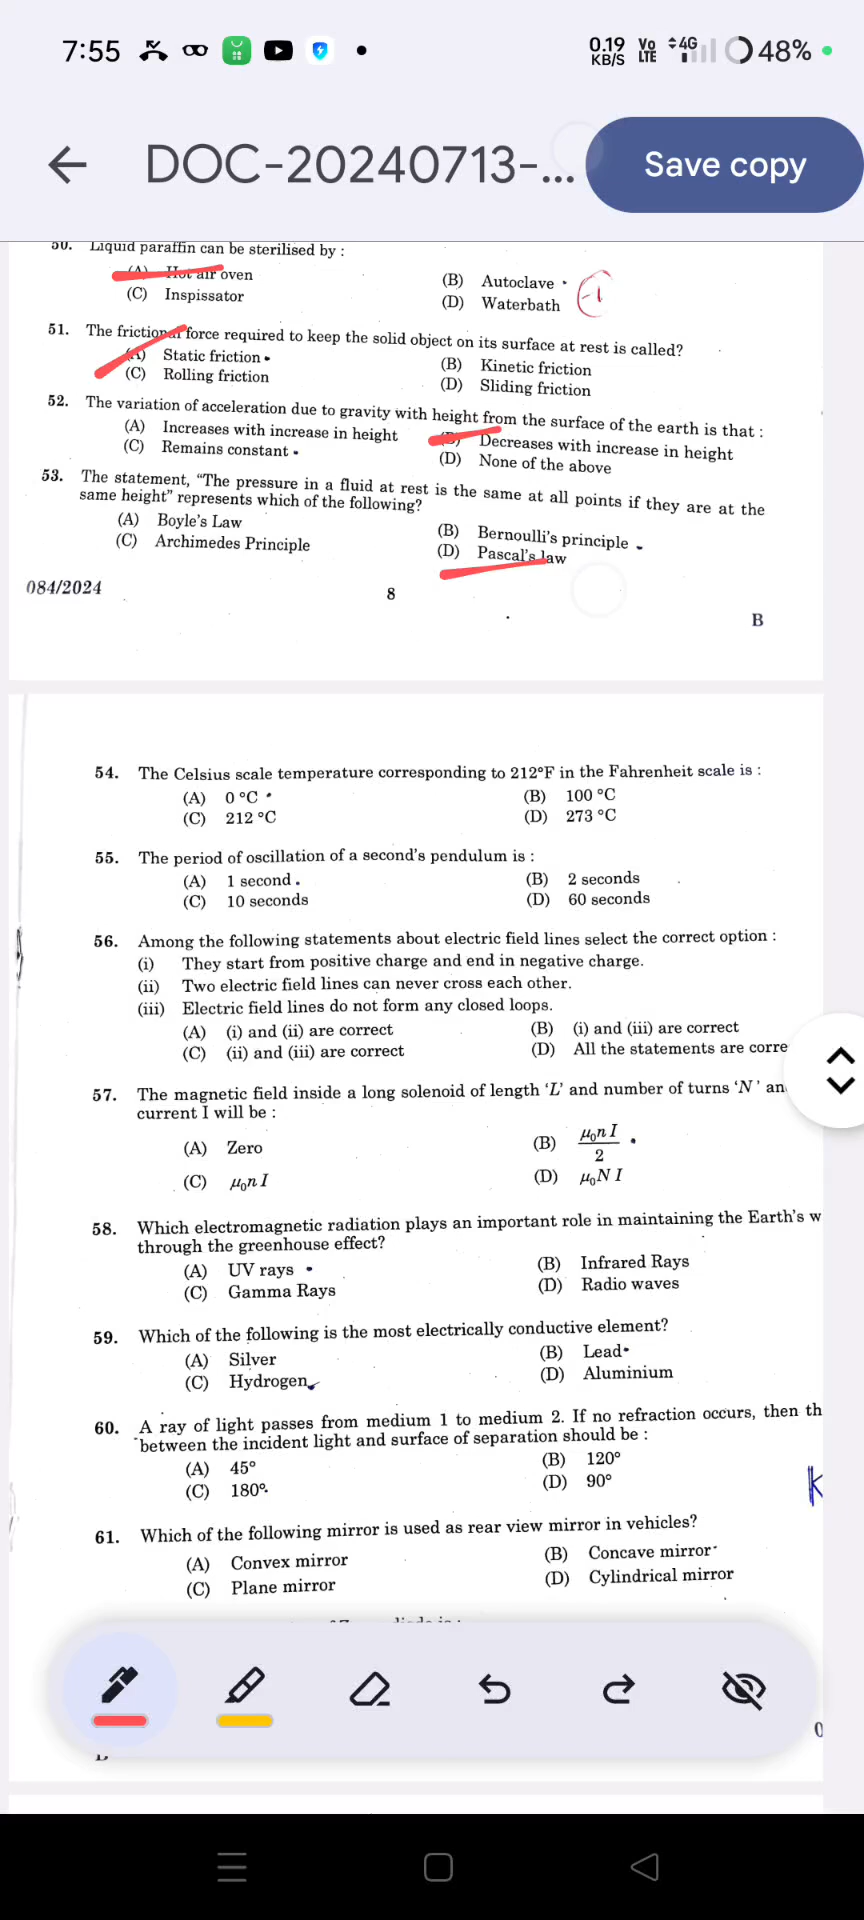 7:55
0.19 KB/S Vo LTE 4G 48%
DOC-20240713-...
Save copy
50. Liquid paraffin can be sterilised by :
(A) Hot air oven
(B) Autoclave
(C) Inspissator
(D) Waterbath
-1
51. The frictional force required to keep the solid object on its surface at rest is called?
(A) Static friction
(B) Kinetic friction
(C) Rolling friction
(D) Sliding friction
52. The variation of acceleration due to gravity with height from the surface of the earth is that :
(A) Increases with increase in height
(B) Decreases with increase in height
(C) Remains constant
(D) None of the above
53. The statement, “The pressure in a fluid at rest is the same at all points if they are at the
same height” represents which of the following?
(A) Boyle's Law
(B) Bernoulli's principle
(C) Archimedes Principle
(D) Pascal's law
084/2024
8
B
54. The Celsius scale temperature corresponding to 212°F in the Fahrenheit scale is :
(A) 0 °C
(B) 100 °C
(C) 212 °C
(D) 273 °C
55. The period of oscillation of a second's pendulum is :
(A) 1 second
(B) 2 seconds
(C) 10 seconds
(D) 60 seconds
56. Among the following statements about electric field lines select the correct option :
(i) They start from positive charge and end in negative charge.
(ii) Two electric field lines can never cross each other.
(iii) Electric field lines do not form any closed loops.
(A) (i) and (ii) are correct
(B) (i) and (iii) are correct
(C) (ii) and (iii) are correct
(D) All the statements are corre
57. The magnetic field inside a long solenoid of length ‘L’ and number of turns ‘N’ an
current I will be :
(A) Zero
(B) μ₀nI/2
(C) μ₀nI
(D) μ₀NI
58. Which electromagnetic radiation plays an important role in maintaining the Earth's w
through the greenhouse effect?
(A) UV rays
(B) Infrared Rays
(C) Gamma Rays
(D) Radio waves
59. Which of the following is the most electrically conductive element?
(A) Silver
(B) Lead
(C) Hydrogen
(D) Aluminium
60. A ray of light passes from medium 1 to medium 2. If no refraction occurs, then th
between the incident light and surface of separation should be :
(A) 45°
(B) 120°
(C) 180°
(D) 90°
K
61. Which of the following mirror is used as rear view mirror in vehicles?
(A) Convex mirror
(B) Concave mirror
(C) Plane mirror
(D) Cylindrical mirror